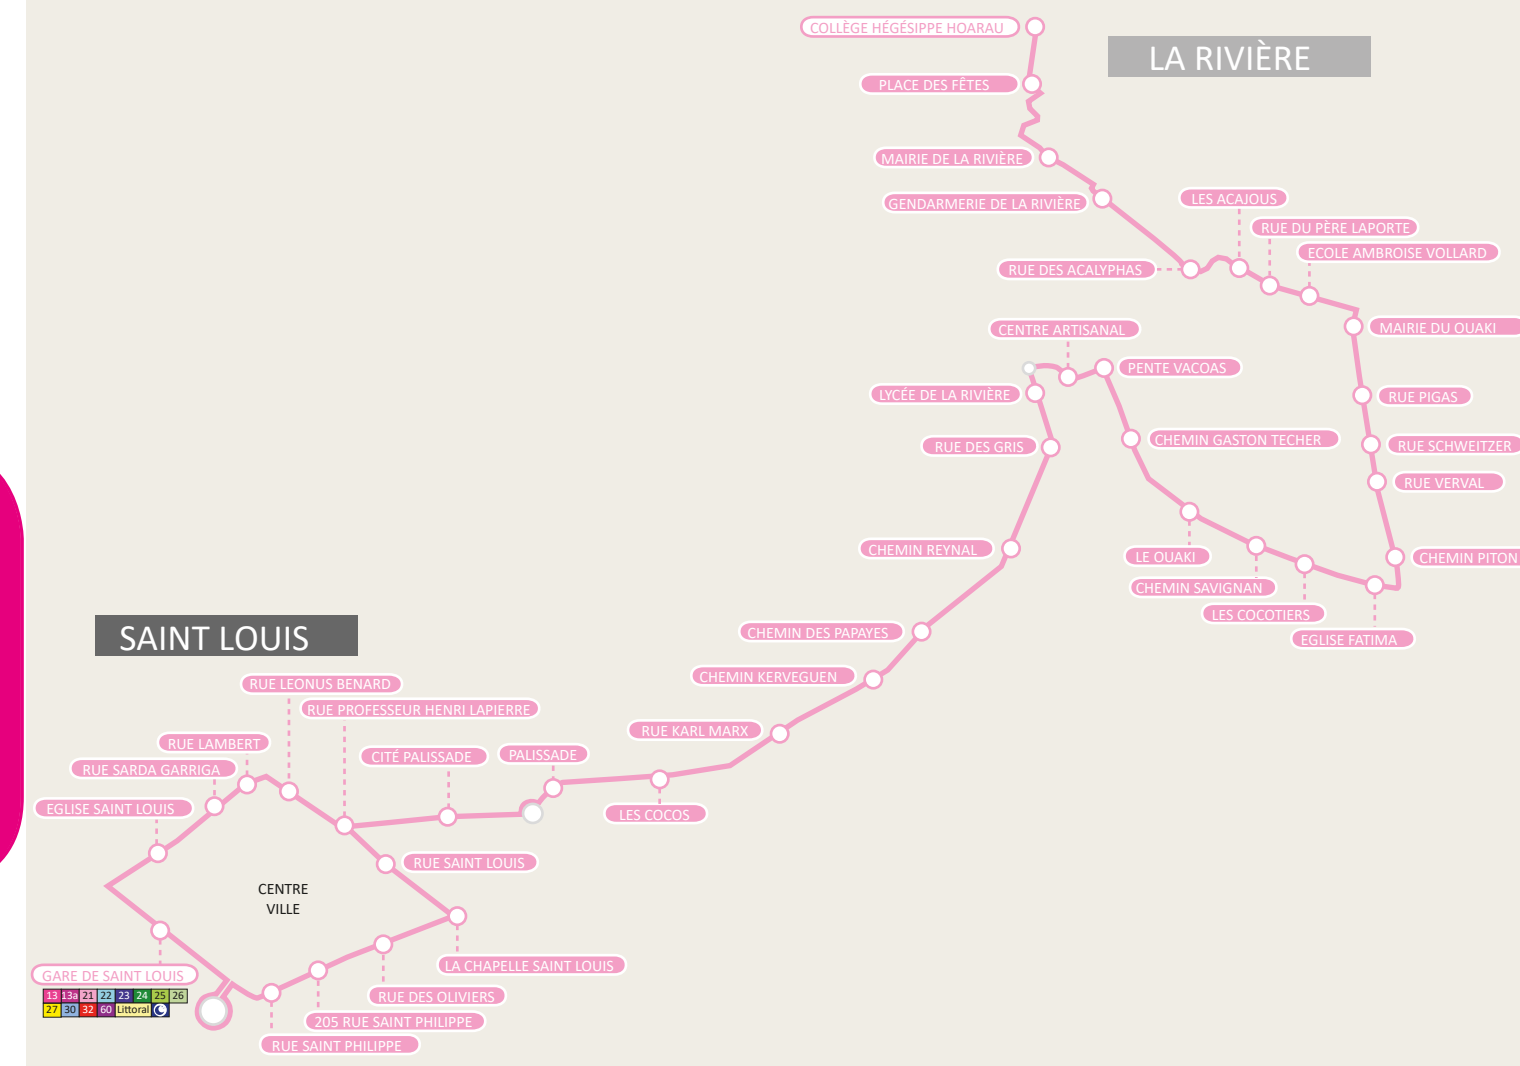 COLLÈGE HÉGÉSIPPE HOARAU
LA RIVIÈRE
PLACE DES FÊTES
MAIRIE DE LA RIVIÈRE
GENDARMERIE DE LA RIVIÈRE
LES ACAJOUS
RUE DU PÈRE LAPORTE
ECOLE AMBROISE VOLLARD
RUE DES ACALYPHAS
CENTRE ARTISANAL
MAIRIE DU OUAKI
PENTE VACOAS
LYCÉE DE LA RIVIÈRE
RUE PIGAS
RUE DES GRIS
CHEMIN GASTON TECHER
RUE SCHWEITZER
RUE VERVAL
CHEMIN REYNAL
LE OUAKI
CHEMIN PITON
CHEMIN SAVIGNAN
LES COCOTIERS
EGLISE FATIMA
CHEMIN DES PAPAYES
SAINT LOUIS
CHEMIN KERVEGUEN
RUE LEONUS BENARD
RUE PROFESSEUR HENRI LAPIERRE
RUE KARL MARX
RUE LAMBERT
CITÉ PALISSADE
PALISSADE
RUE SARDA GARRIGA
EGLISE SAINT LOUIS
LES COCOS
RUE SAINT LOUIS
CENTRE
VILLE
LA CHAPELLE SAINT LOUIS
GARE DE SAINT LOUIS
13 13a 21 22 23 24 25 26
27 30 32 60 Littoral
RUE DES OLIVIERS
205 RUE SAINT PHILIPPE
RUE SAINT PHILIPPE